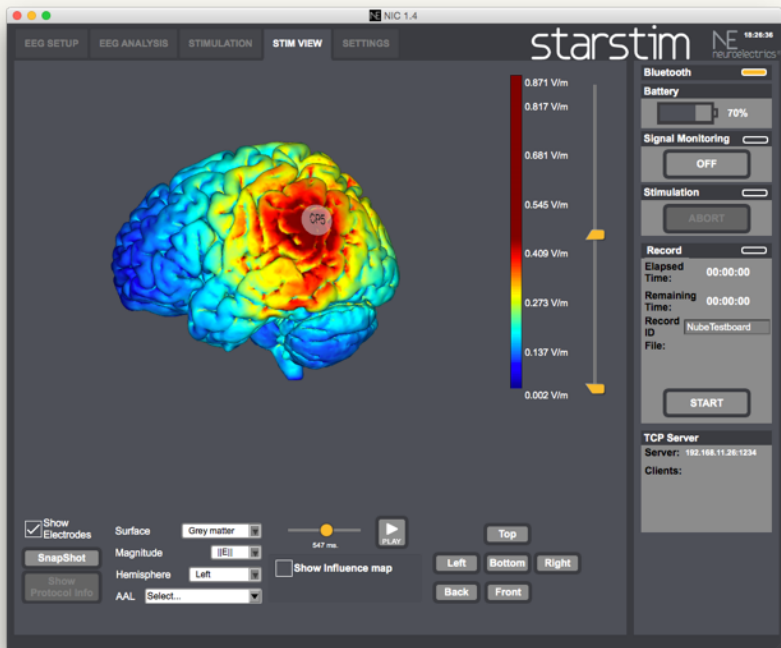 NE NIC 1.4
EEG SETUP
EEG ANALYSIS
STIMULATION
STIM VIEW
SETTINGS
starstim
NE
neuroelectrics®
18:26:36
Bluetooth
Battery
70%
Signal Monitoring
OFF
Stimulation
ABORT
Record
Elapsed
Time:
00:00:00
Remaining
Time:
00:00:00
Record
ID
NubeTestboard
File:
START
TCP Server
Server: 192.168.11.26:1234
Clients:
CP5
0.871 V/m
0.817 V/m
0.681 V/m
0.545 V/m
0.409 V/m
0.273 V/m
0.137 V/m
0.002 V/m
Show
Electrodes
SnapShot
Show
Protocol Info
Surface
Grey matter
Magnitude
||E||
Hemisphere
Left
AAL
Select...
547 ms.
PLAY
Show Influence map
Top
Left
Bottom
Right
Back
Front